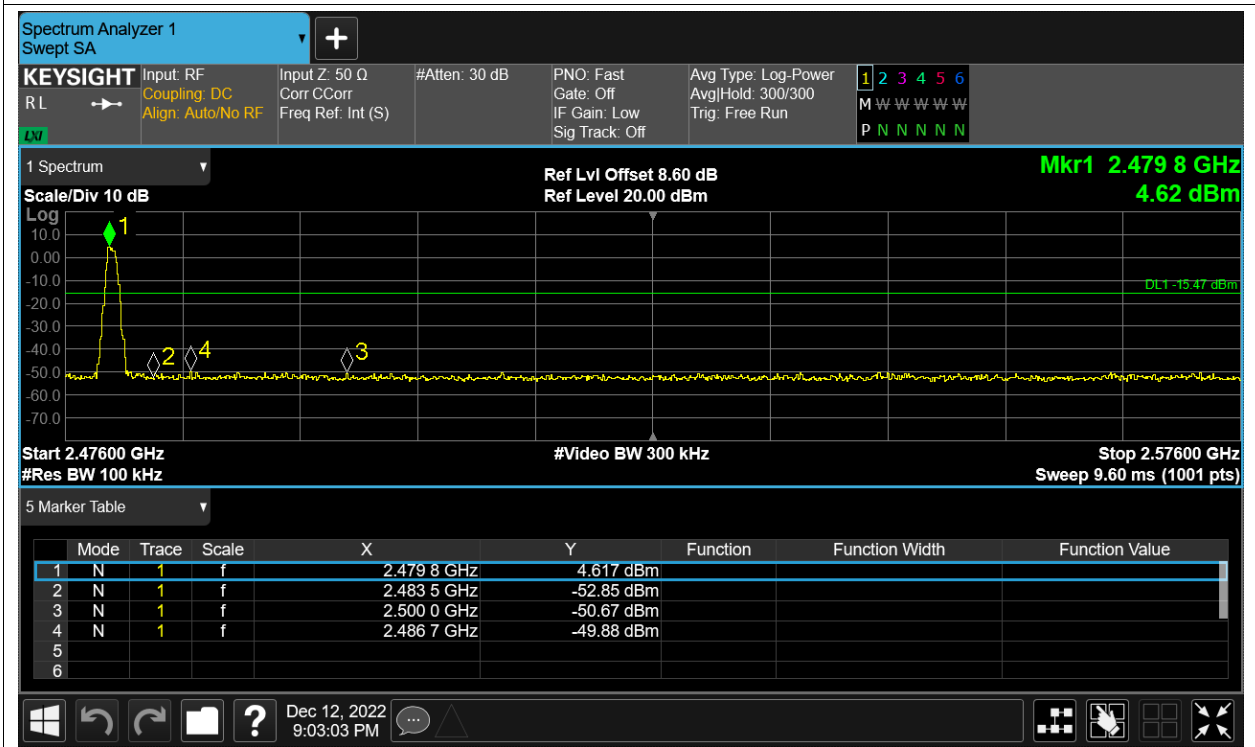 Spectrum Analyzer 1
Swept SA
KEYSIGHT
R L
LXI
Input: RF
Coupling: DC
Align: Auto/No RF
Input Z: 50 Ω
Corr CCorr
Freq Ref: Int (S)
#Atten: 30 dB
PNO: Fast
Gate: Off
IF Gain: Low
Sig Track: Off
Avg Type: Log-Power
Avg|Hold: 300/300
Trig: Free Run
1 2 3 4 5 6
M W W W W W
P N N N N N
1 Spectrum
Scale/Div 10 dB
Ref Lvl Offset 8.60 dB
Ref Level 20.00 dBm
Mkr1 2.479 8 GHz
4.62 dBm
Log
10.0
0.00
-10.0
-20.0
-30.0
-40.0
-50.0
-60.0
-70.0
1
2
4
3
DL1 -15.47 dBm
Start 2.47600 GHz
#Video BW 300 kHz
Stop 2.57600 GHz
#Res BW 100 kHz
Sweep 9.60 ms (1001 pts)
5 Marker Table
Mode Trace Scale X Y Function Function Width Function Value
1 N 1 f 2.479 8 GHz 4.617 dBm
2 N 1 f 2.483 5 GHz -52.85 dBm
3 N 1 f 2.500 0 GHz -50.67 dBm
4 N 1 f 2.486 7 GHz -49.88 dBm
5
6
?
Dec 12, 2022
9:03:03 PM